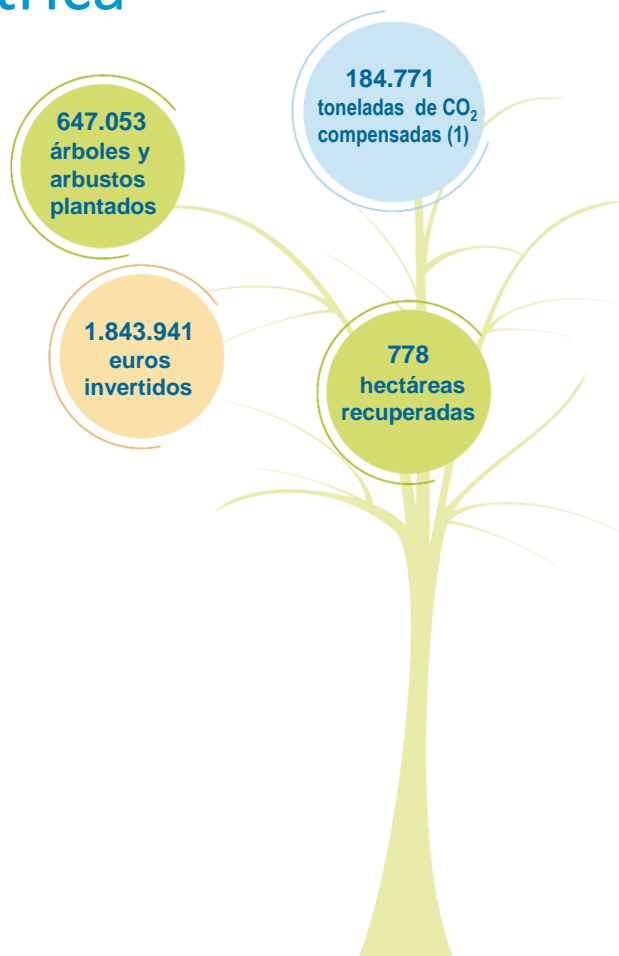 184.771
toneladas de CO₂
compensadas (1)
647.053
árboles y
arbustos
plantados
1.843.941
euros
invertidos
778
hectáreas
recuperadas